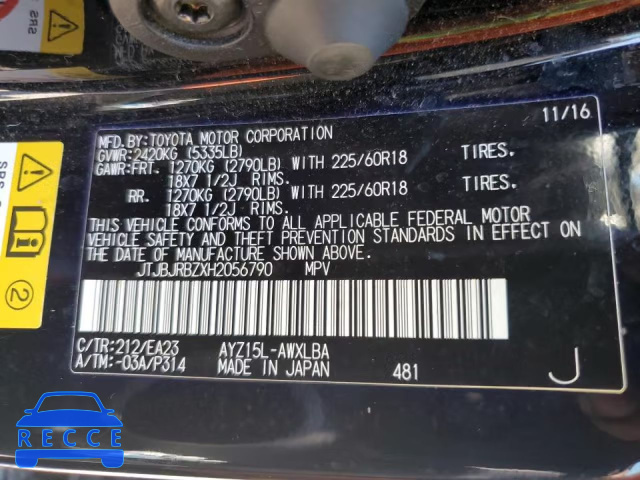 SRS
11/16
MFD. BY: TOYOTA MOTOR CORPORATION
GVWR: 2420KG (5335LB)
GAWR: FRT. 1270KG (2790LB) WITH 225/60R18 TIRES.
18X7 1/2J RIMS.
RR. 1270KG (2790LB) WITH 225/60R18 TIRES.
18X7 1/2J RIMS.
THIS VEHICLE CONFORMS TO ALL APPLICABLE FEDERAL MOTOR
VEHICLE SAFETY AND THEFT PREVENTION STANDARDS IN EFFECT ON
THE DATE OF MANUFACTURE SHOWN ABOVE.
JTJBJRBZXH2056790 MPV
C/TR: 212/EA23 AYZ15L-AWXLBA
A/TM: -03A/P314 MADE IN JAPAN 481 J
SRS
2
RECCE